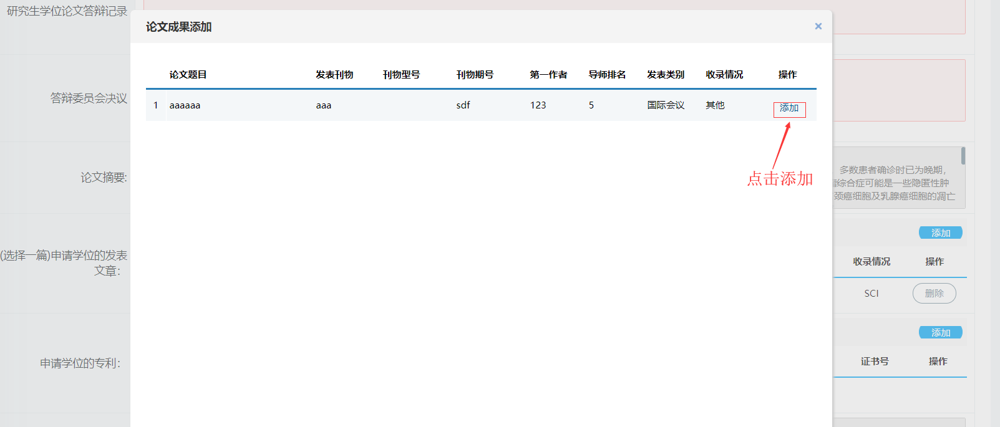 研究生学位论文答辩记录
论文成果添加
×
论文题目 发表刊物 刊物型号 刊物期号 第一作者 导师排名 发表类别 收录情况 操作
1 aaaaaa aaa sdf 123 5 国际会议 其他 添加
答辩委员会决议
点击添加
论文摘要:
多数患者确诊时已为晚期，
综合症可能是一些隐匿性肿
颈癌细胞及乳腺癌细胞的凋亡
添加
(选择一篇)申请学位的发表
文章：
收录情况 操作
SCI 删除
添加
申请学位的专利：
证书号 操作